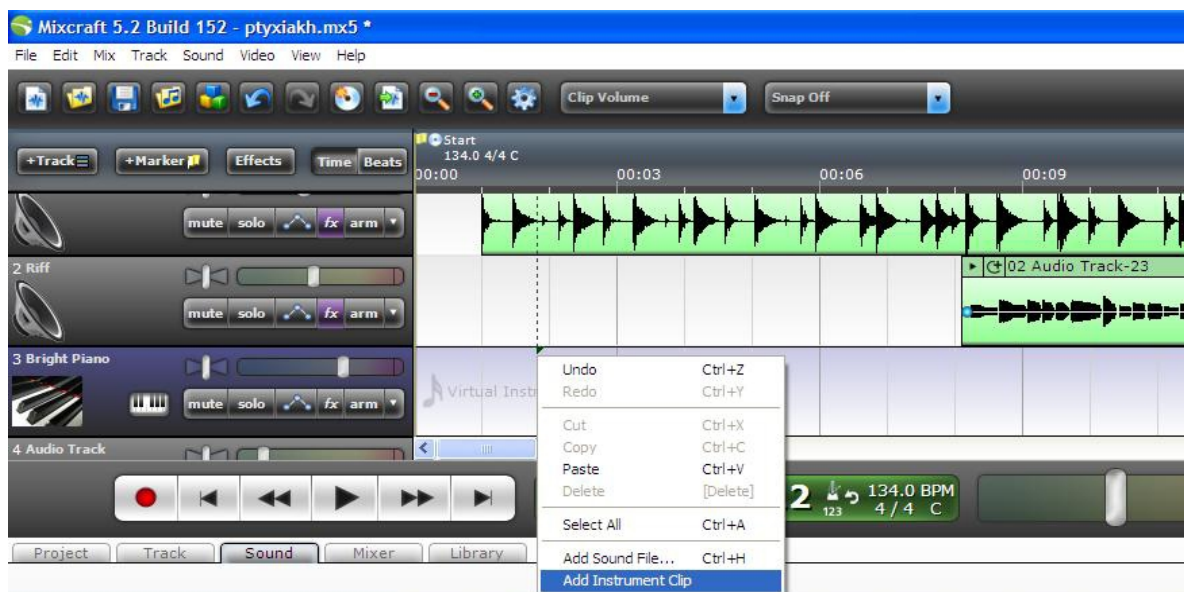 Mixcraft 5.2 Build 152 - ptyxiakh.mx5 *
File Edit Mix Track Sound Video View Help
Clip Volume Snap Off
+Track +Marker Effects Time Beats
Start
134.0 4/4 C
00:00 00:03 00:06 00:09
mute solo fx arm
2 Riff
02 Audio Track-23
mute solo fx arm
3 Bright Piano
Virtual Instr
mute solo fx arm
4 Audio Track
Undo Ctrl+Z
Redo Ctrl+Y
Cut Ctrl+X
Copy Ctrl+C
Paste Ctrl+V
Delete [Delete]
Select All Ctrl+A
Add Sound File... Ctrl+H
Add Instrument Clip
2 123 134.0 BPM
4 / 4 C
Project Track Sound Mixer Library